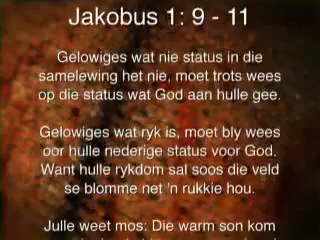 Jakobus 1: 9 - 11
Gelowiges wat nie status in die
samelewing het nie, moet trots wees
op die status wat God aan hulle gee.
Gelowiges wat ryk is, moet bly wees
oor hulle nederige status voor God.
Want hulle rykdom sal soos die veld
se blomme net 'n rukkie hou.
Julle weet mos: Die warm son kom